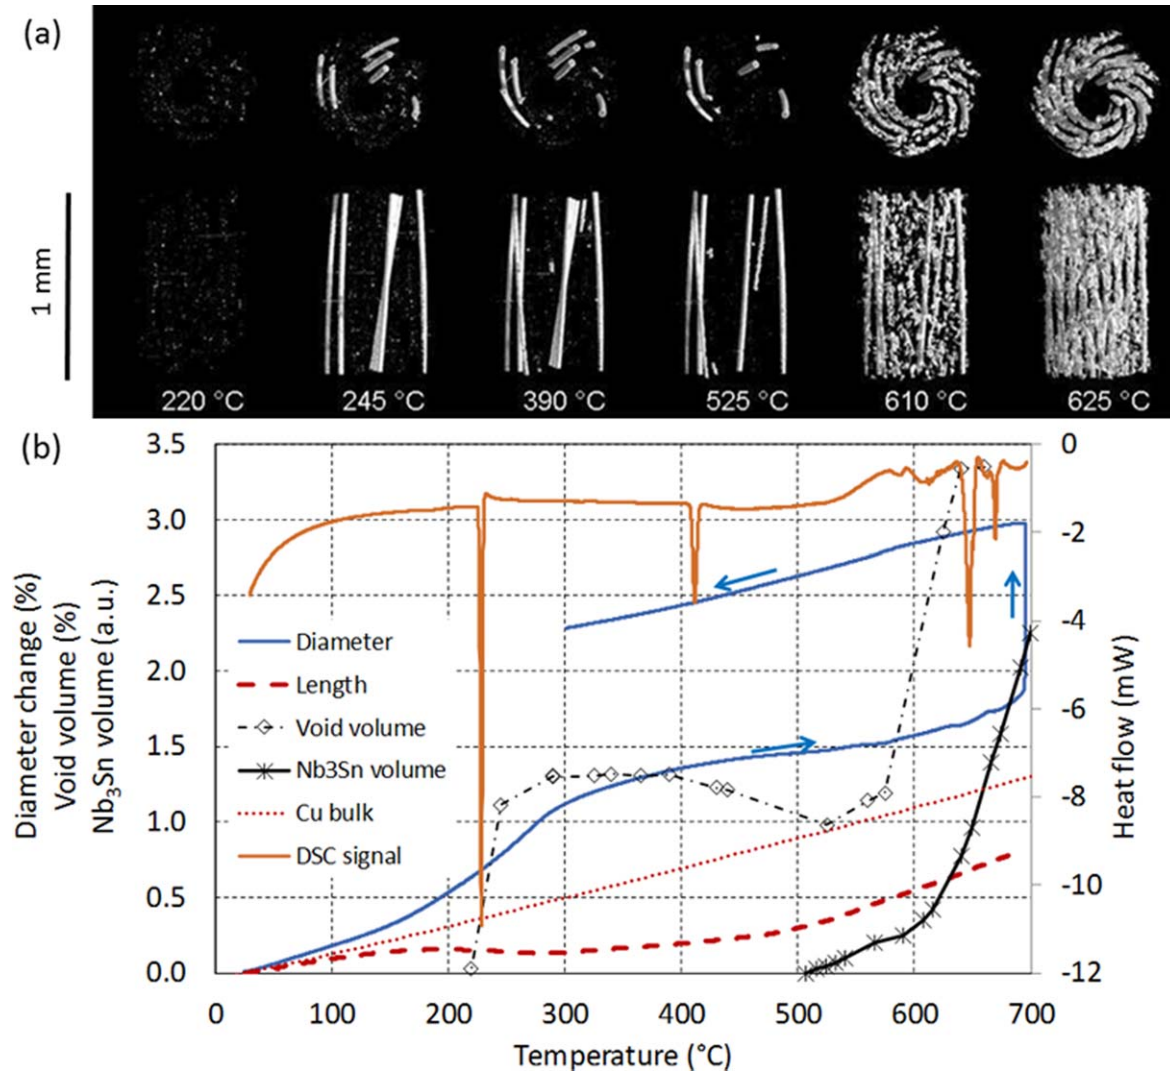 (a)
1 mm
220 °C 245 °C 390 °C 525 °C 610 °C 625 °C
(b)
Diameter change (%)
Void volume (%)
Nb3Sn volume (a.u.)
3.5
3.0
2.5
2.0
1.5
1.0
0.5
0.0
Diameter
Length
Void volume
Nb3Sn volume
Cu bulk
DSC signal
0
-2
-4
-6
-8
-10
-12
Heat flow (mW)
0 100 200 300 400 500 600 700
Temperature (°C)